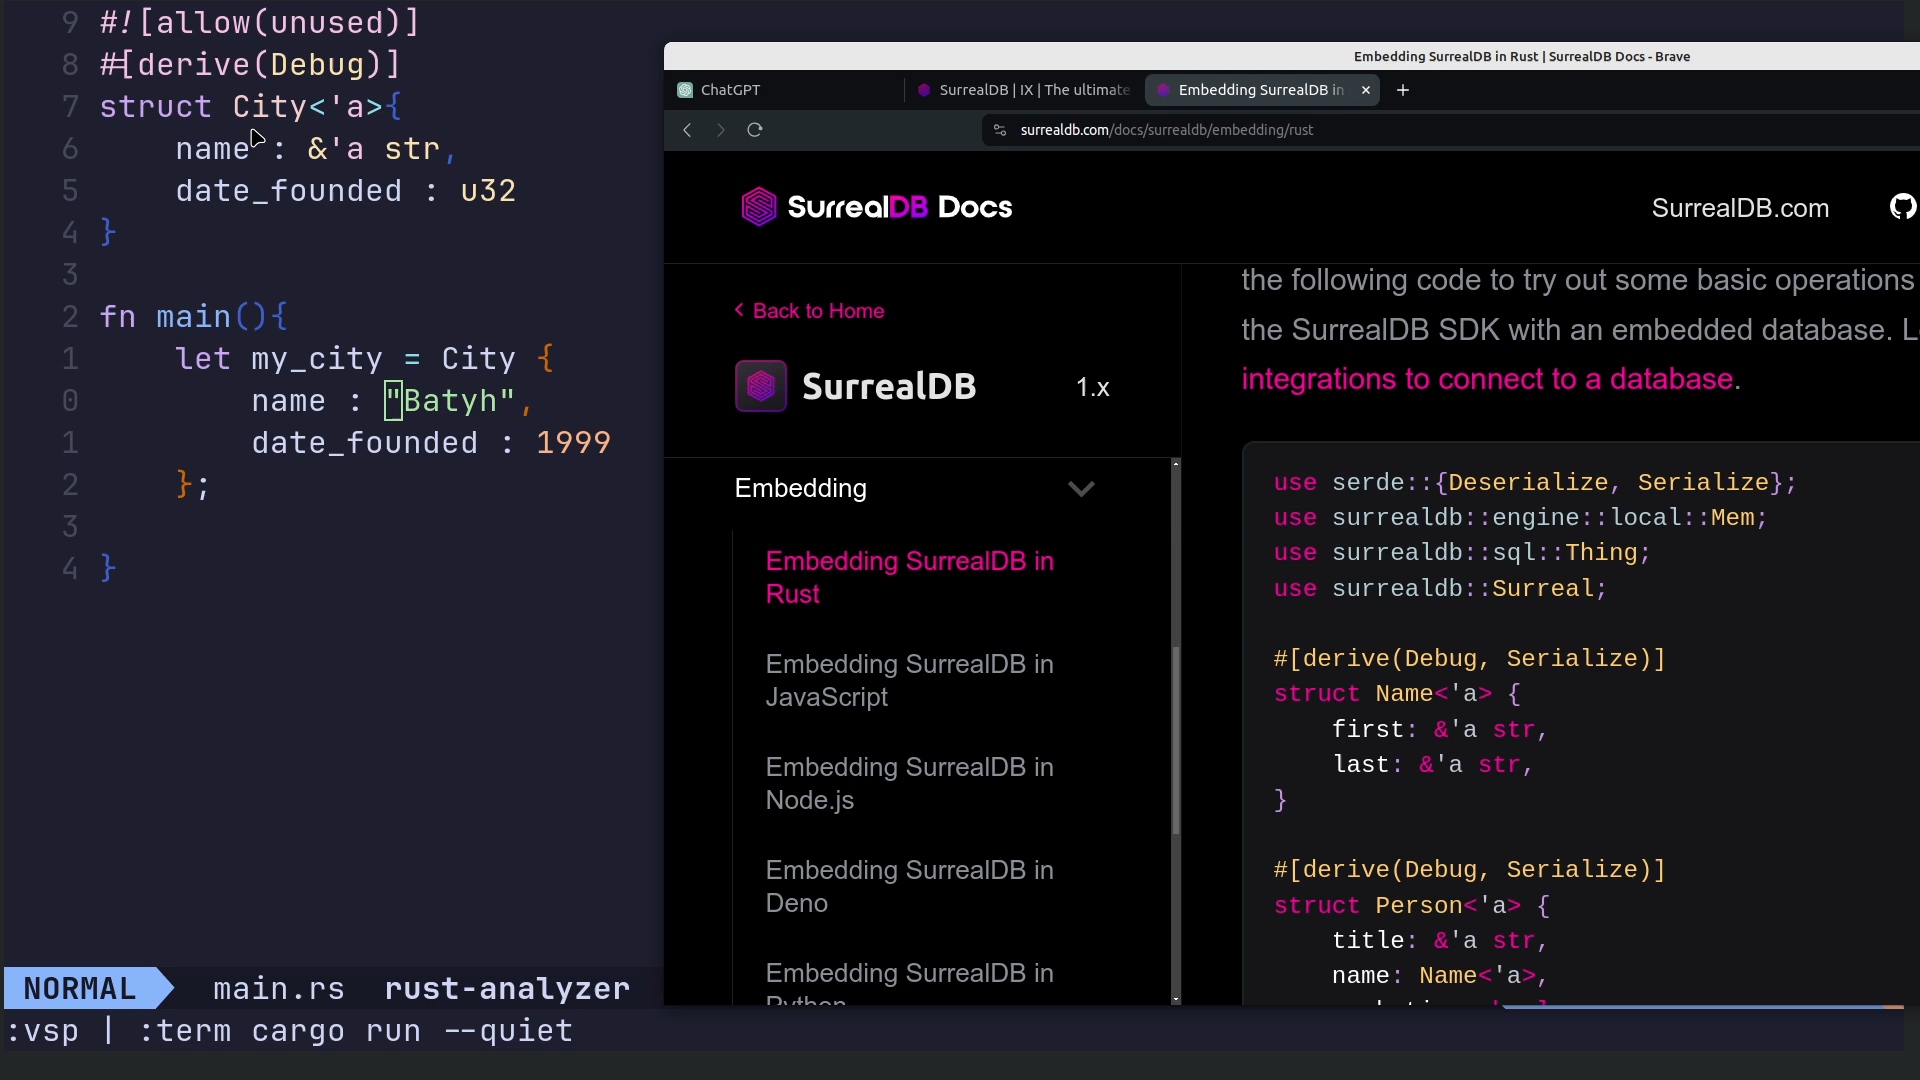 9 #![allow(unused)]
8 #[derive(Debug)]
7 struct City<'a>{
6 name : &'a str,
5 date_founded : u32
4 }
3
2 fn main(){
1 let my_city = City {
0 name : "Batyh",
1 date_founded : 1999
2 };
3
4 }
NORMAL main.rs rust-analyzer
:vsp | :term cargo run --quiet
Embedding SurrealDB in Rust | SurrealDB Docs - Brave
ChatGPT
SurrealDB | IX | The ultimate
Embedding SurrealDB in
surrealdb.com/docs/surrealdb/embedding/rust
SurrealDB Docs
SurrealDB.com
Back to Home
SurrealDB 1.x
Embedding
Embedding SurrealDB in
Rust
Embedding SurrealDB in
JavaScript
Embedding SurrealDB in
Node.js
Embedding SurrealDB in
Deno
Embedding SurrealDB in
Python
the following code to try out some basic operations
the SurrealDB SDK with an embedded database. L
integrations to connect to a database.
use serde::{Deserialize, Serialize};
use surrealdb::engine::local::Mem;
use surrealdb::sql::Thing;
use surrealdb::Surreal;
#[derive(Debug, Serialize)]
struct Name<'a> {
first: &'a str,
last: &'a str,
}
#[derive(Debug, Serialize)]
struct Person<'a> {
title: &'a str,
name: Name<'a>,